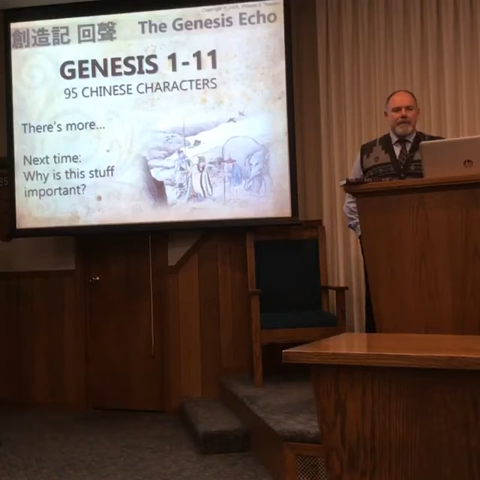 創造記 回聲 The Genesis Echo
GENESIS 1-11
95 CHINESE CHARACTERS
There's more...
Next time:
Why is this stuff
important?
hp